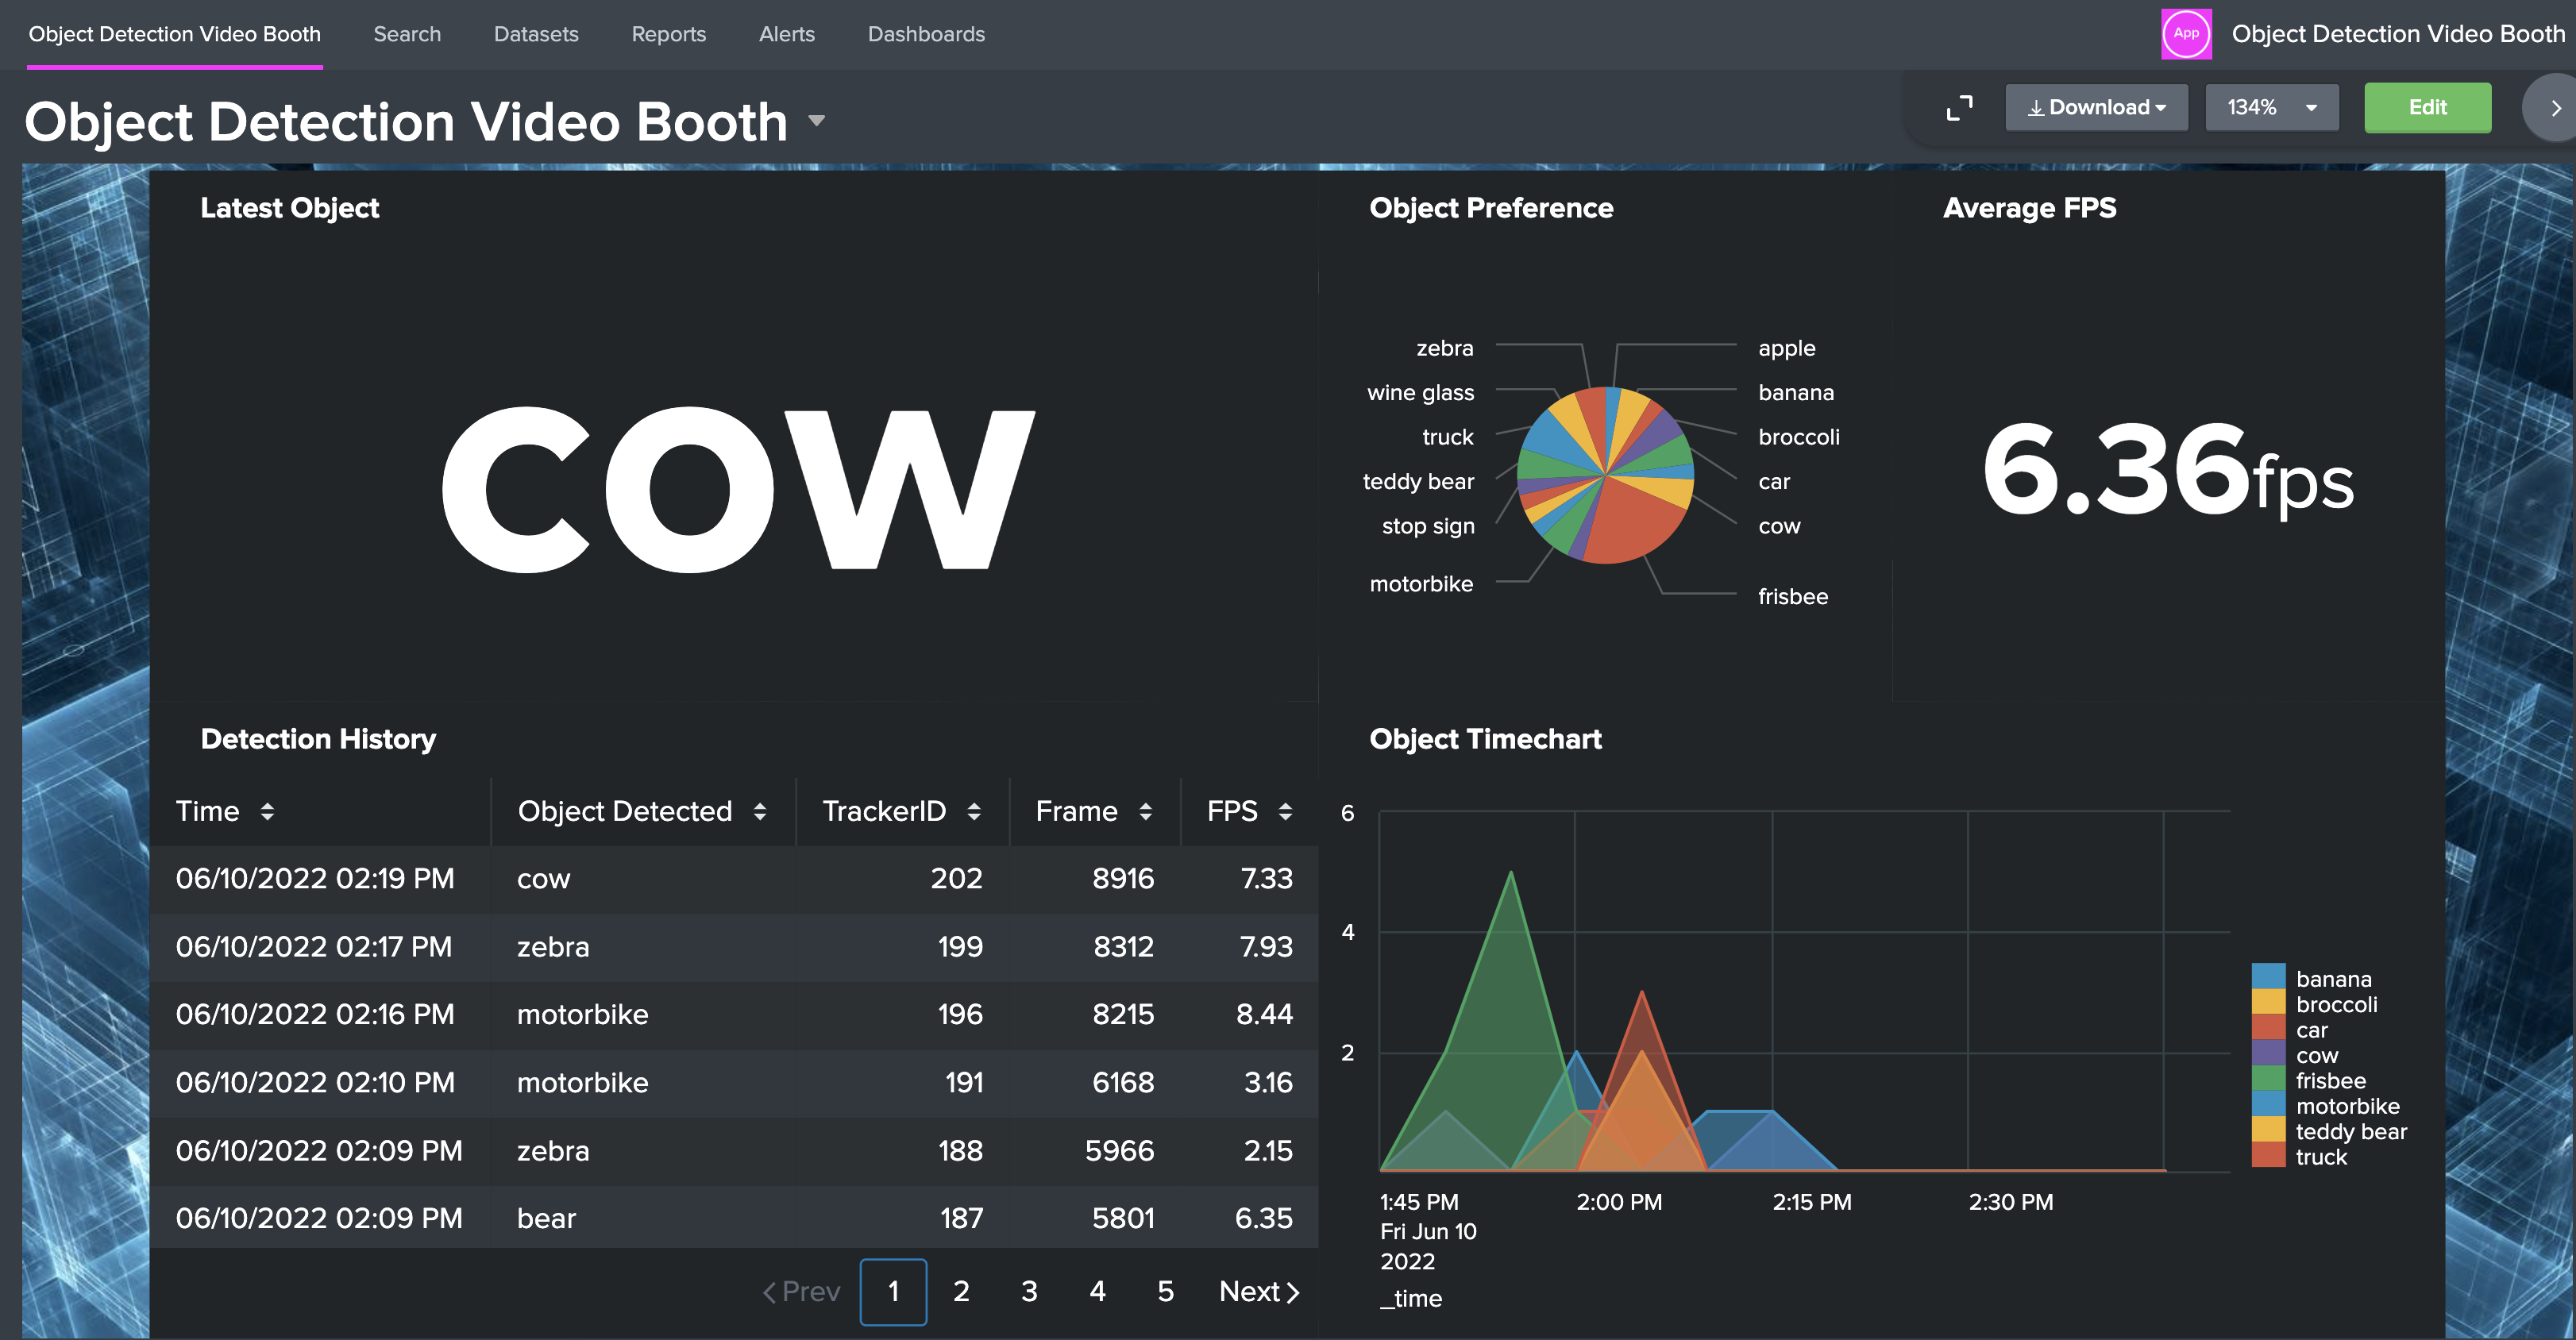 Object Detection Video Booth Search Datasets Reports Alerts Dashboards App Object Detection Video Booth
Object Detection Video Booth
Download 134% Edit
Latest Object
cow
Object Preference
zebra
wine glass
truck
teddy bear
stop sign
motorbike
apple
banana
broccoli
car
cow
frisbee
Average FPS
6.36fps
Detection History
Time Object Detected TrackerID Frame FPS
06/10/2022 02:19 PM cow 202 8916 7.33
06/10/2022 02:17 PM zebra 199 8312 7.93
06/10/2022 02:16 PM motorbike 196 8215 8.44
06/10/2022 02:10 PM motorbike 191 6168 3.16
06/10/2022 02:09 PM zebra 188 5966 2.15
06/10/2022 02:09 PM bear 187 5801 6.35
Prev 1 2 3 4 5 Next
Object Timechart
6
4
2
1:45 PM 2:00 PM 2:15 PM 2:30 PM
Fri Jun 10
2022
_time
banana
broccoli
car
cow
frisbee
motorbike
teddy bear
truck